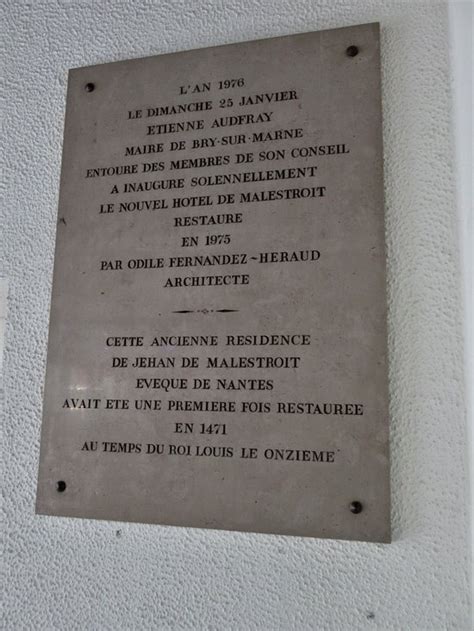 L'AN 1976
LE DIMANCHE 25 JANVIER
ETIENNE AUDFRAY
MAIRE DE BRY-SUR-MARNE
ENTOURE DES MEMBRES DE SON CONSEIL
A INAUGURE SOLENNELLEMENT
LE NOUVEL HOTEL DE MALESTROIT
RESTAURE
EN 1975
PAR ODILE FERNANDEZ~HERAUD
ARCHITECTE
CETTE ANCIENNE RESIDENCE
DE JEHAN DE MALESTROIT
EVEQUE DE NANTES
AVAIT ETE UNE PREMIERE FOIS RESTAUREE
EN 1471
AU TEMPS DU ROI LOUIS LE ONZIEME